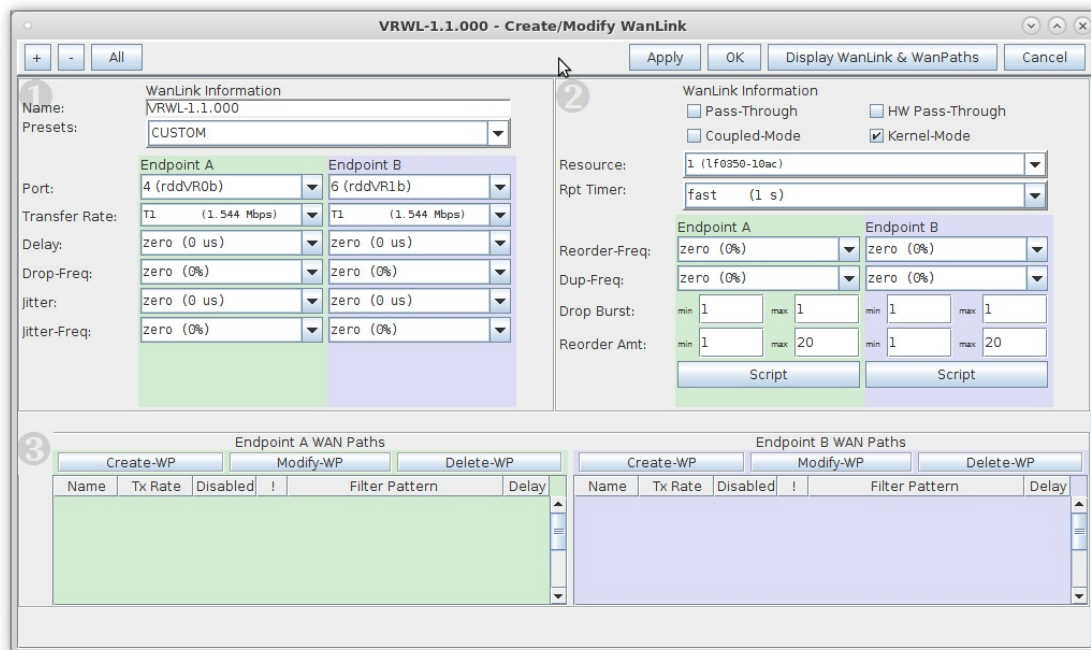 VRWL-1.1.000 - Create/Modify WanLink
+ - All Apply OK Display WanLink & WanPaths Cancel
1
WanLink Information
Name: VRWL-1.1.000
Presets: CUSTOM
Endpoint A Endpoint B
Port: 4 (rddVR0b) 6 (rddVR1b)
Transfer Rate: T1 (1.544 Mbps) T1 (1.544 Mbps)
Delay: zero (0 us) zero (0 us)
Drop-Freq: zero (0%) zero (0%)
Jitter: zero (0 us) zero (0 us)
Jitter-Freq: zero (0%) zero (0%)
2
WanLink Information
Pass-Through HW Pass-Through
Coupled-Mode Kernel-Mode
Resource: 1 (lf0350-10ac)
Rpt Timer: fast (1 s)
Endpoint A Endpoint B
Reorder-Freq: zero (0%) zero (0%)
Dup-Freq: zero (0%) zero (0%)
Drop Burst: min 1 max 1 min 1 max 1
Reorder Amt: min 1 max 20 min 1 max 20
Script Script
3
Endpoint A WAN Paths
Create-WP Modify-WP Delete-WP
Name Tx Rate Disabled ! Filter Pattern Delay
Endpoint B WAN Paths
Create-WP Modify-WP Delete-WP
Name Tx Rate Disabled ! Filter Pattern Delay